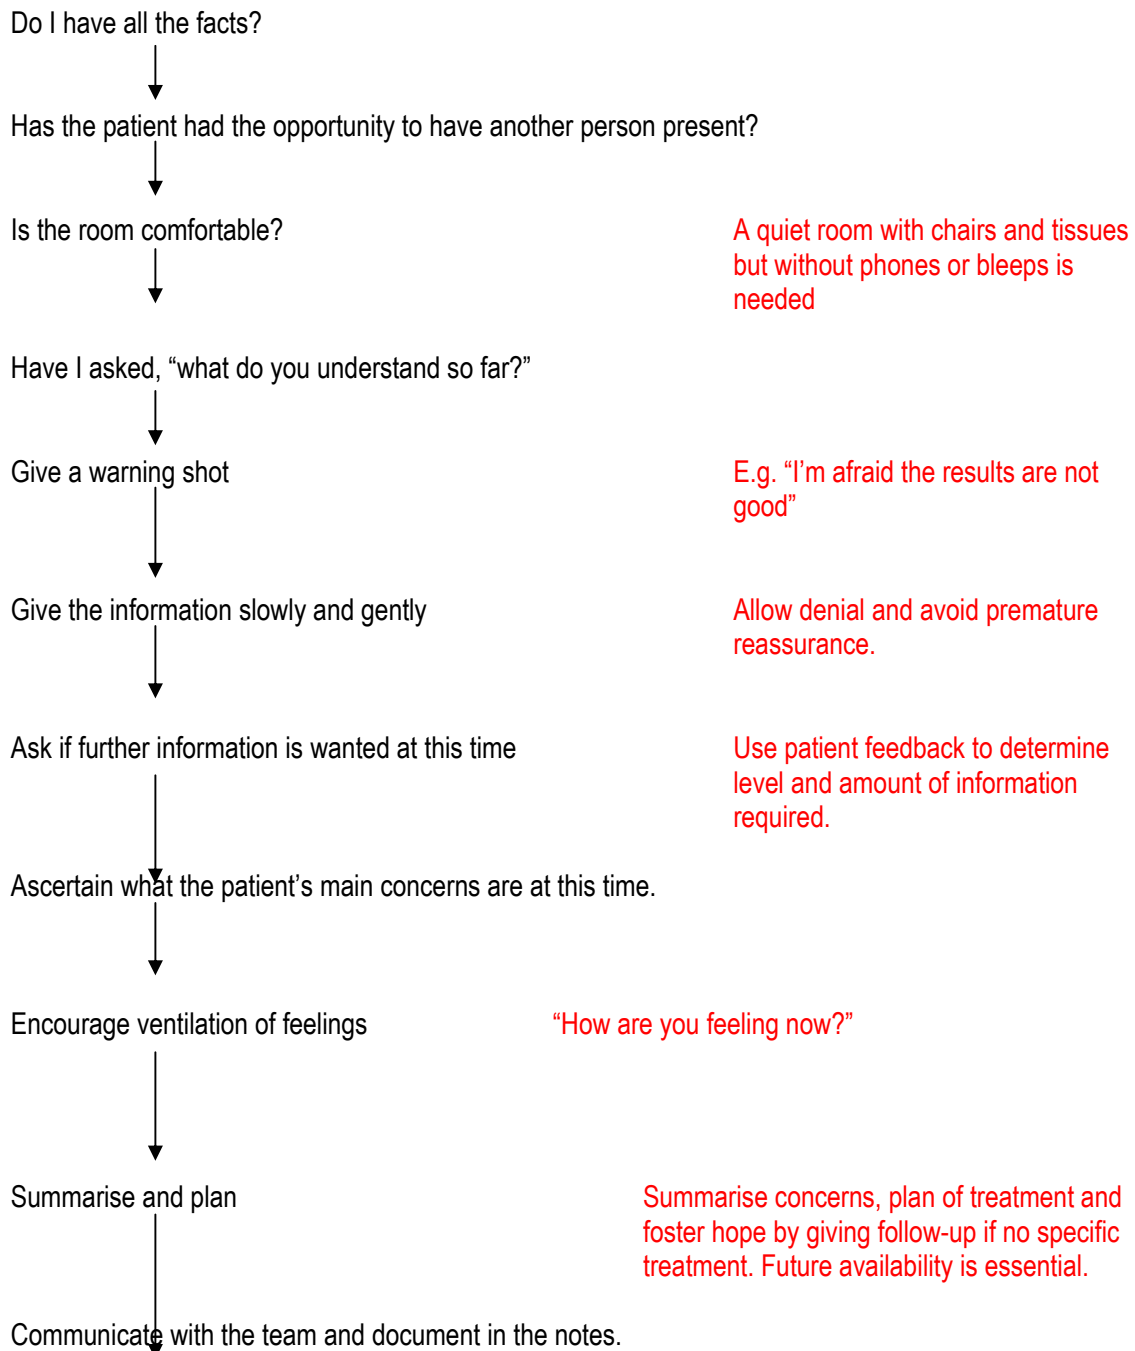 Do I have all the facts?
Has the patient had the opportunity to have another person present?
Is the room comfortable?
A quiet room with chairs and tissues
but without phones or bleeps is
needed
Have I asked, “what do you understand so far?”
Give a warning shot
E.g. “I’m afraid the results are not
good”
Give the information slowly and gently
Allow denial and avoid premature
reassurance.
Ask if further information is wanted at this time
Use patient feedback to determine
level and amount of information
required.
Ascertain what the patient’s main concerns are at this time.
Encourage ventilation of feelings
“How are you feeling now?”
Summarise and plan
Summarise concerns, plan of treatment and
foster hope by giving follow-up if no specific
treatment. Future availability is essential.
Communicate with the team and document in the notes.